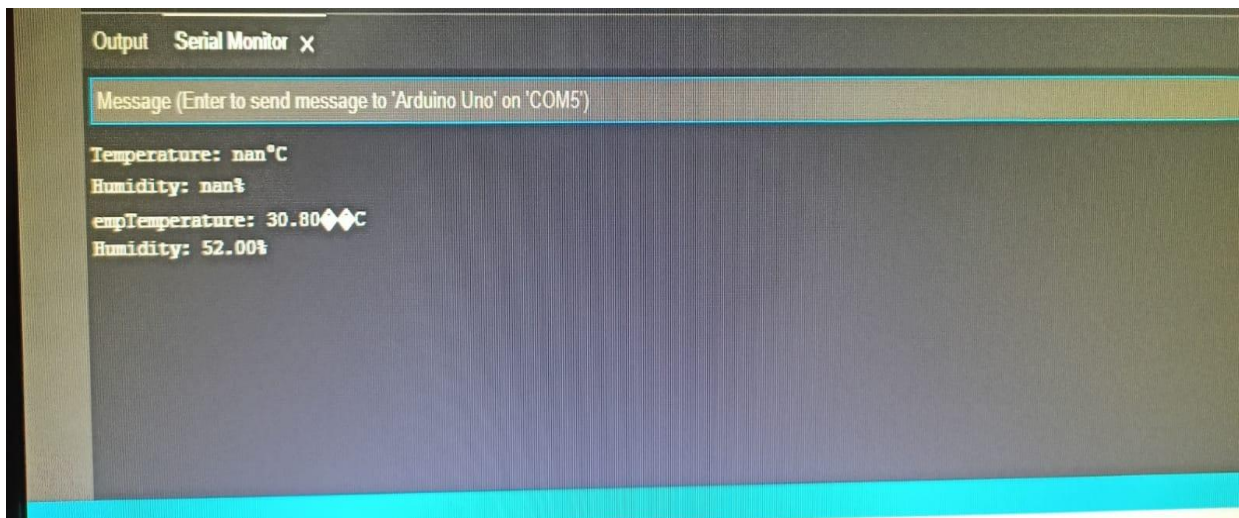 Output Serial Monitor X
Message (Enter to send message to 'Arduino Uno' on 'COM5')
Temperature: nan°C
Humidity: nan%
empTemperature: 30.80��C
Humidity: 52.00%